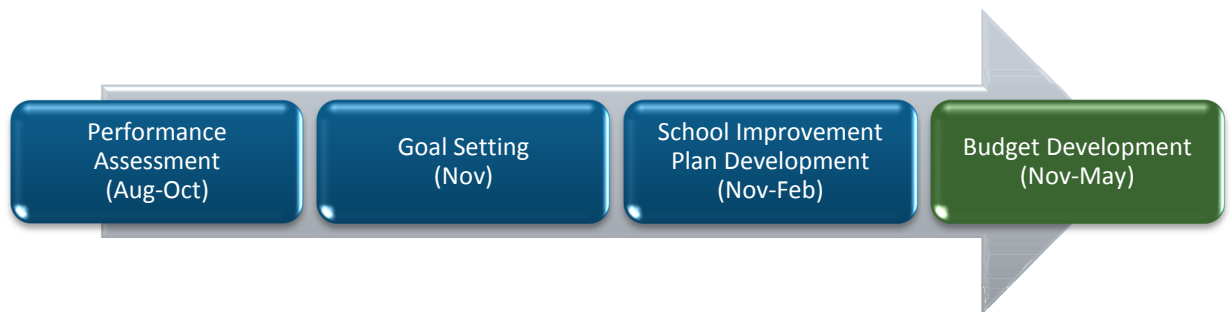 Performance
Assessment
(Aug-Oct)
Goal Setting
(Nov)
School Improvement
Plan Development
(Nov-Feb)
Budget Development
(Nov-May)